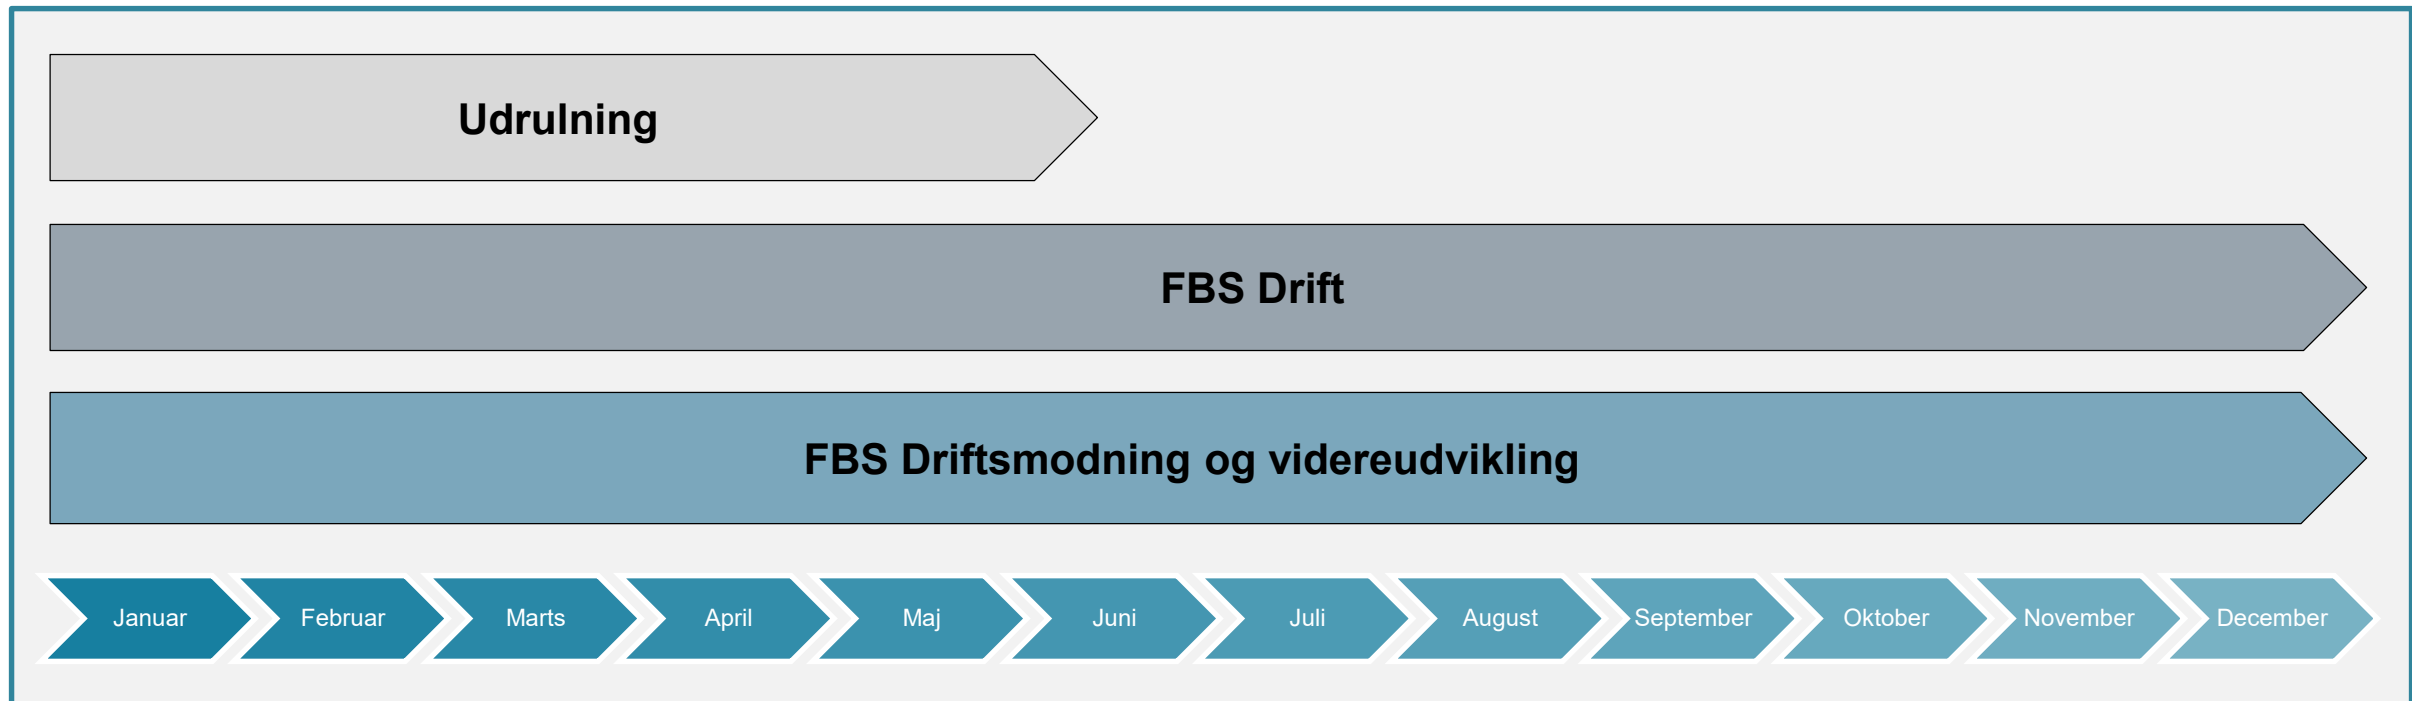 Udrulning
FBS Drift
FBS Driftsmodning og videreudvikling
Januar Februar Marts April Maj Juni Juli August September Oktober November December